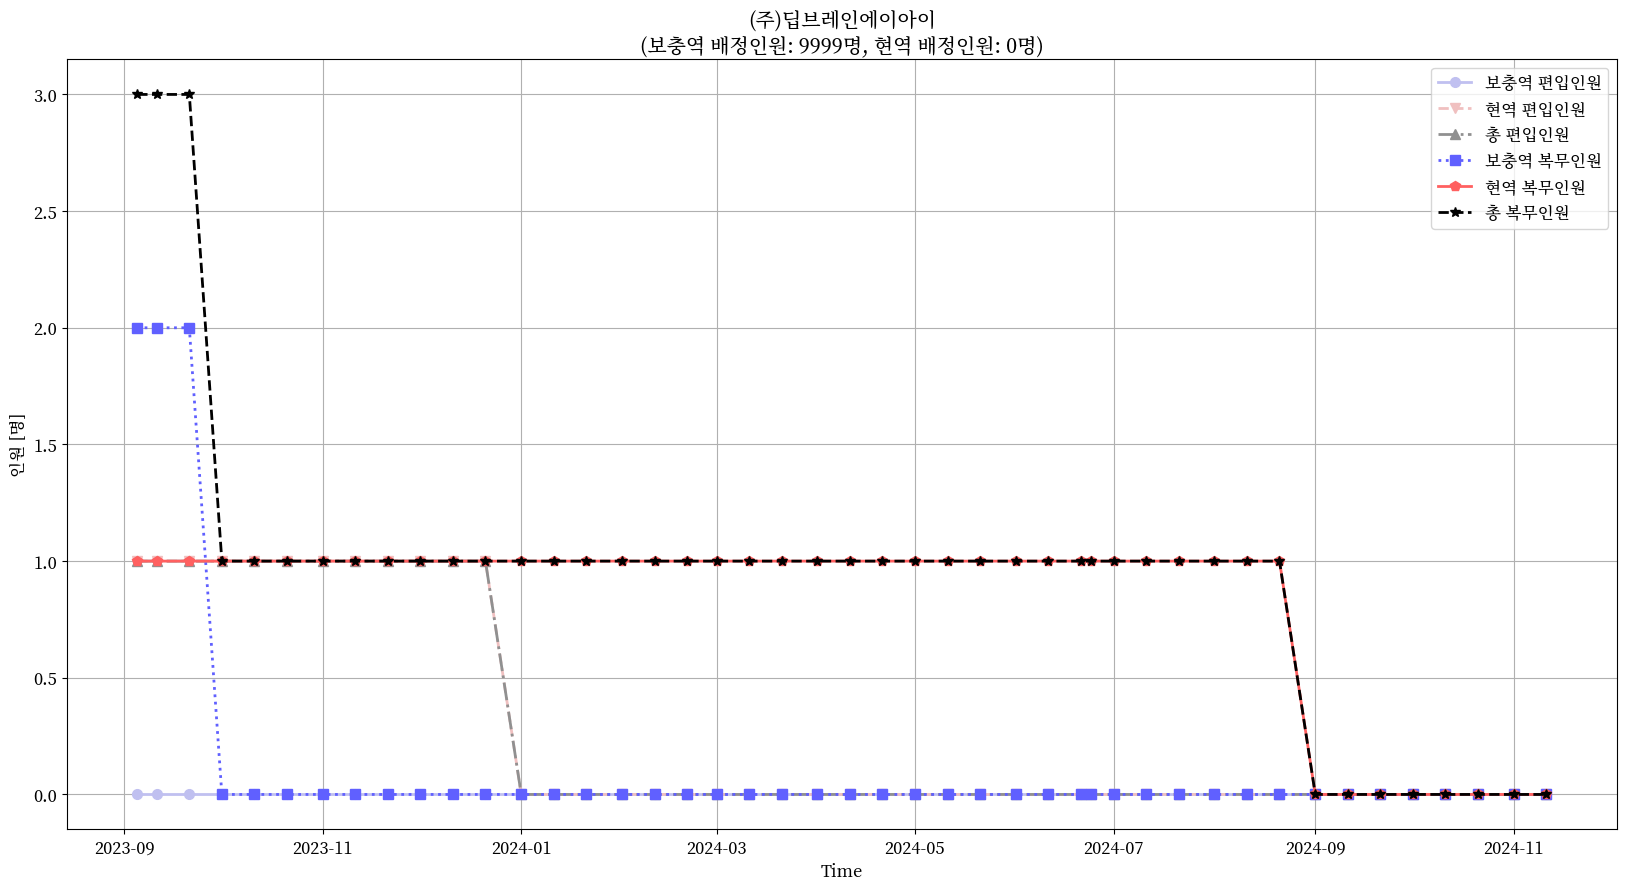 (주)딥브레인에이아이
(보충역 배정인원: 9999명, 현역 배정인원: 0명)
보충역 편입인원
현역 편입인원
총 편입인원
보충역 복무인원
현역 복무인원
총 복무인원
인원 [명]
3.0
2.5
2.0
1.5
1.0
0.5
0.0
2023-09
2023-11
2024-01
2024-03
2024-05
2024-07
2024-09
2024-11
Time